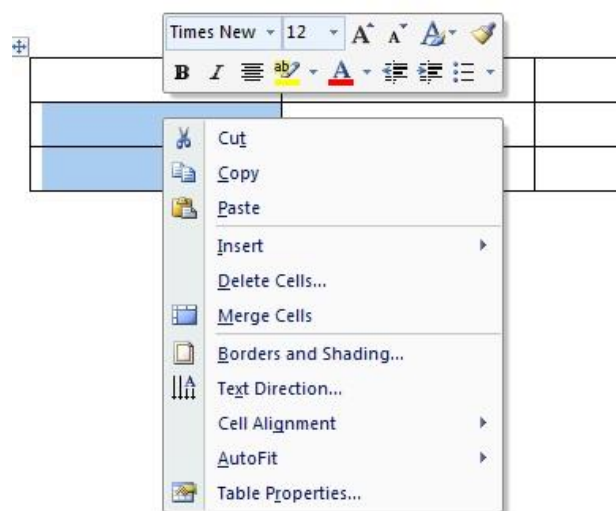 Times New 12 A A A
B I ab A
Cut
Copy
Paste
Insert
Delete Cells...
Merge Cells
Borders and Shading...
Text Direction...
Cell Alignment
AutoFit
Table Properties...